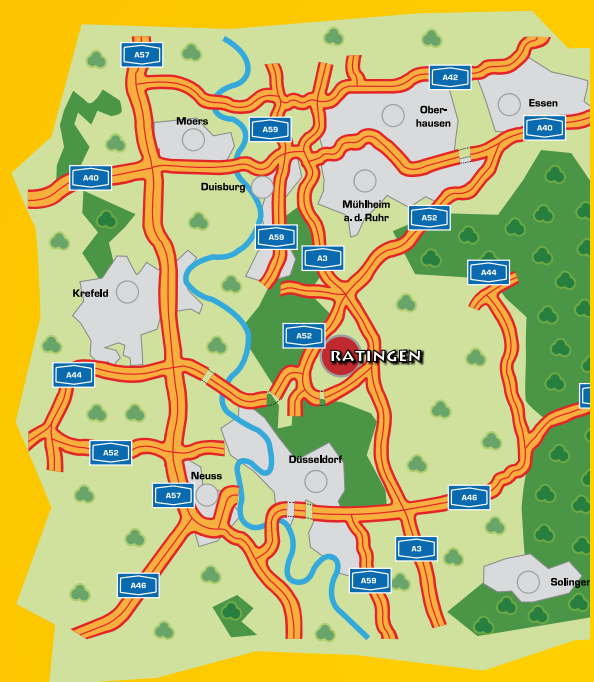 A57
A42
Essen
Ober-
hausen
Moers
A59
A40
A40
Duisburg
Mühlheim
a. d. Ruhr
A52
A59
A3
A44
Krefeld
A52
RATINGEN
A44
A52
Düsseldorf
Neuss
A57
A46
A3
A46
A59
Solingen